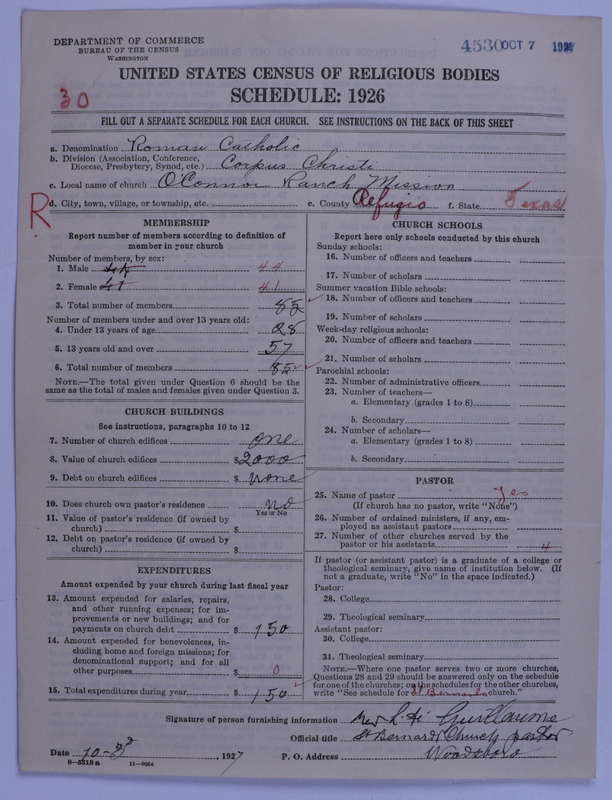 DEPARTMENT OF COMMERCE
BUREAU OF THE CENSUS
WASHINGTON
4530 OCT 7 192
UNITED STATES CENSUS OF RELIGIOUS BODIES
30
SCHEDULE: 1926
FILL OUT A SEPARATE SCHEDULE FOR EACH CHURCH. SEE INSTRUCTIONS ON THE BACK OF THIS SHEET
a. Denomination Roman Catholic
b. Division (Association, Conference, Diocese, Presbytery, Synod, etc.) Corpus Christi
c. Local name of church O'Connor Ranch Mission
R
d. City, town, village, or township, etc. e. County Refugio f. State Texas
MEMBERSHIP
Report number of members according to definition of
member in your church
Number of members, by sex:
1. Male 44 44
2. Female 41 41
3. Total number of members 85
Number of members under and over 13 years old:
4. Under 13 years of age 28
5. 13 years old and over 57
6. Total number of members 85
NOTE.—The total given under Question 6 should be the
same as the total of males and females given under Question 3.
CHURCH BUILDINGS
See instructions, paragraphs 10 to 12
7. Number of church edifices one
8. Value of church edifices $2000
9. Debt on church edifices $none
10. Does church own pastor's residence no
Yes or No
11. Value of pastor's residence (if owned by
church) $
12. Debt on pastor's residence (if owned by
church) $
EXPENDITURES
Amount expended by your church during last fiscal year
13. Amount expended for salaries, repairs,
and other running expenses; for im-
provements or new buildings; and for
payments on church debt $150
14. Amount expended for benevolences, in-
cluding home and foreign missions; for
denominational support; and for all
other purposes $0
15. Total expenditures during year $150
CHURCH SCHOOLS
Report here only schools conducted by this church
Sunday schools:
16. Number of officers and teachers
17. Number of scholars
Summer vacation Bible schools:
18. Number of officers and teachers
19. Number of scholars
Week-day religious schools:
20. Number of officers and teachers
21. Number of scholars
Parochial schools:
22. Number of administrative officers
23. Number of teachers—
a. Elementary (grades 1 to 8)
b. Secondary
24. Number of scholars—
a. Elementary (grades 1 to 8)
b. Secondary
PASTOR
25. Name of pastor Yes
(If church has no pastor, write "None")
26. Number of ordained ministers, if any, em-
ployed as assistant pastors
27. Number of other churches served by the
pastor or his assistants 4
If pastor (or assistant pastor) is a graduate of a college or
theological seminary, give name of institution below. (If
not a graduate, write "No" in the space indicated.)
Pastor:
28. College
29. Theological seminary
Assistant pastor:
30. College
31. Theological seminary
NOTE.—Where one pastor serves two or more churches,
Questions 28 and 29 should be answered only on the schedule
for one of the churches; on the schedules for the other churches,
write "See schedule for St Bernards church."
Signature of person furnishing information Guillaume
Official title St Bernards Church pastor
Date 10-2 1927 P. O. Address Woodsboro